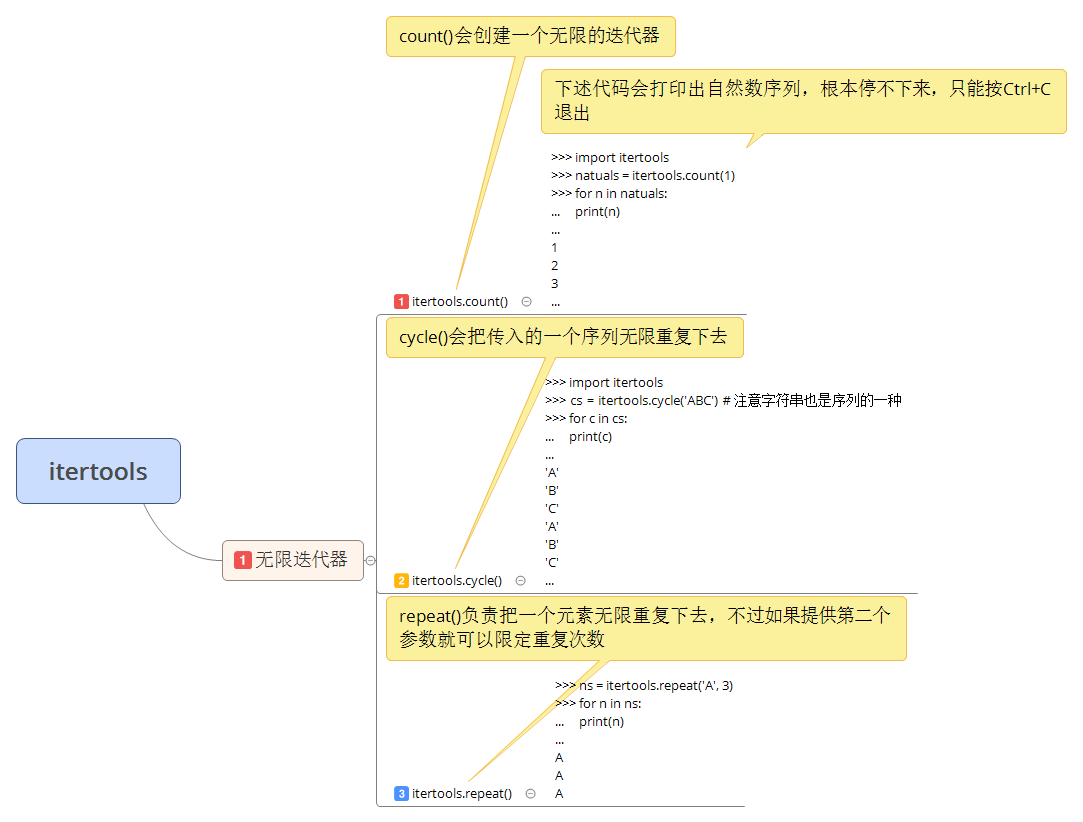 count()会创建一个无限的迭代器
下述代码会打印出自然数序列，根本停不下来，只能按Ctrl+C
退出
>>> import itertools
>>> natuals = itertools.count(1)
>>> for n in natuals:
...    print(n)
...
1
2
3
...
1 itertools.count()
cycle()会把传入的一个序列无限重复下去
>>> import itertools
>>> cs = itertools.cycle('ABC') # 注意字符串也是序列的一种
>>> for c in cs:
...    print(c)
...
'A'
'B'
'C'
'A'
'B'
'C'
...
2 itertools.cycle()
itertools
1 无限迭代器
repeat()负责把一个元素无限重复下去，不过如果提供第二个
参数就可以限定重复次数
>>> ns = itertools.repeat('A', 3)
>>> for n in ns:
...    print(n)
...
A
A
A
3 itertools.repeat()